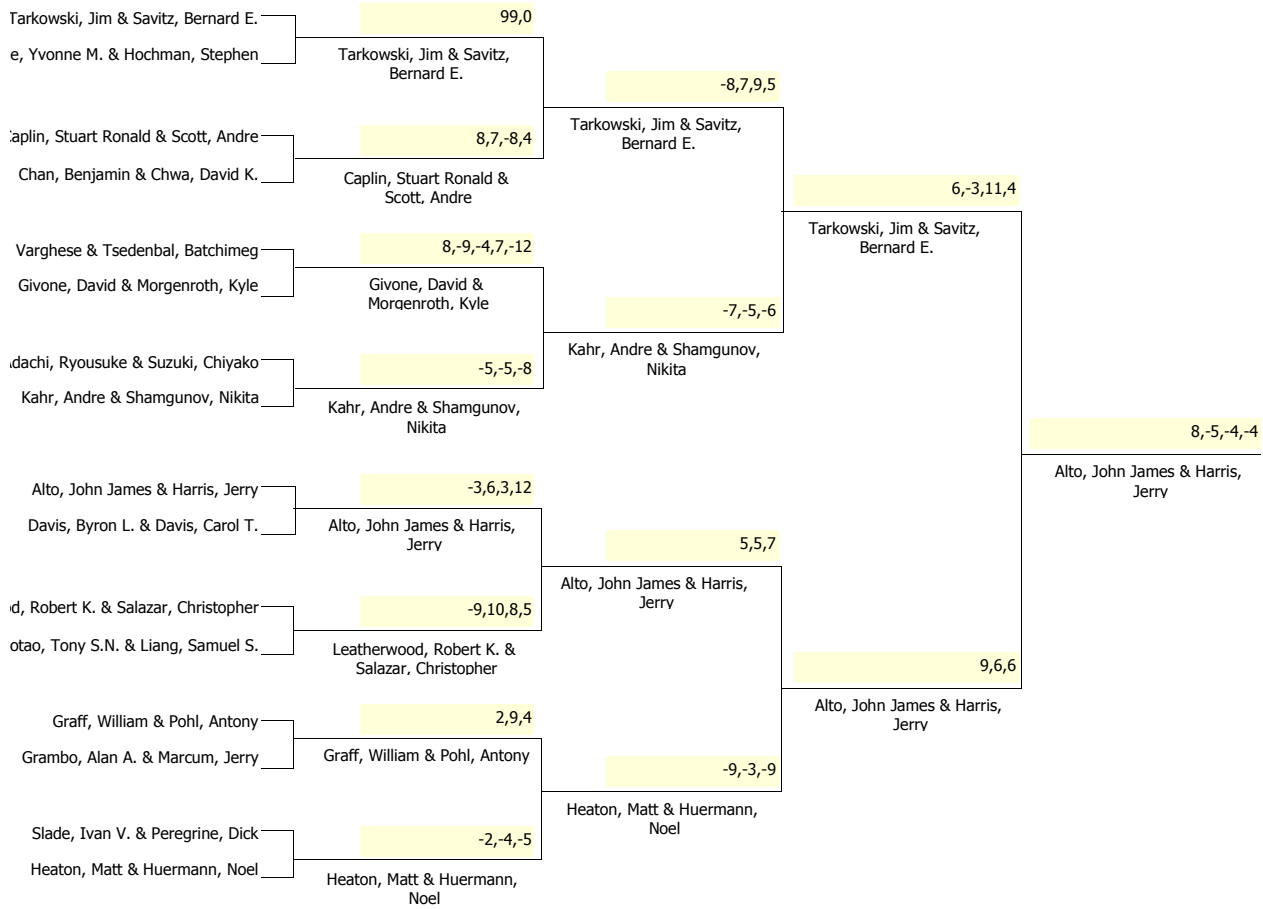 Tarkowski, Jim & Savitz, Bernard E.
e, Yvonne M. & Hochman, Stephen
Caplin, Stuart Ronald & Scott, Andre
Chan, Benjamin & Chwa, David K.
Varghese & Tsedenbal, Batchimeg
Givone, David & Morgenroth, Kyle
Adachi, Ryousuke & Suzuki, Chiyako
Kahr, Andre & Shamgunov, Nikita
Alto, John James & Harris, Jerry
Davis, Byron L. & Davis, Carol T.
d, Robert K. & Salazar, Christopher
otao, Tony S.N. & Liang, Samuel S.
Graff, William & Pohl, Antony
Grambo, Alan A. & Marcum, Jerry
Slade, Ivan V. & Peregrine, Dick
Heaton, Matt & Huermann, Noel
99,0
Tarkowski, Jim & Savitz,
Bernard E.
8,7,-8,4
Caplin, Stuart Ronald &
Scott, Andre
8,-9,-4,7,-12
Givone, David &
Morgenroth, Kyle
-5,-5,-8
Kahr, Andre & Shamgunov,
Nikita
-3,6,3,12
Alto, John James & Harris,
Jerry
-9,10,8,5
Leatherwood, Robert K. &
Salazar, Christopher
2,9,4
Graff, William & Pohl, Antony
-2,-4,-5
Heaton, Matt & Huermann,
Noel
-8,7,9,5
Tarkowski, Jim & Savitz,
Bernard E.
-7,-5,-6
Kahr, Andre & Shamgunov,
Nikita
5,5,7
Alto, John James & Harris,
Jerry
-9,-3,-9
Heaton, Matt & Huermann,
Noel
6,-3,11,4
Tarkowski, Jim & Savitz,
Bernard E.
9,6,6
Alto, John James & Harris,
Jerry
8,-5,-4,-4
Alto, John James & Harris,
Jerry